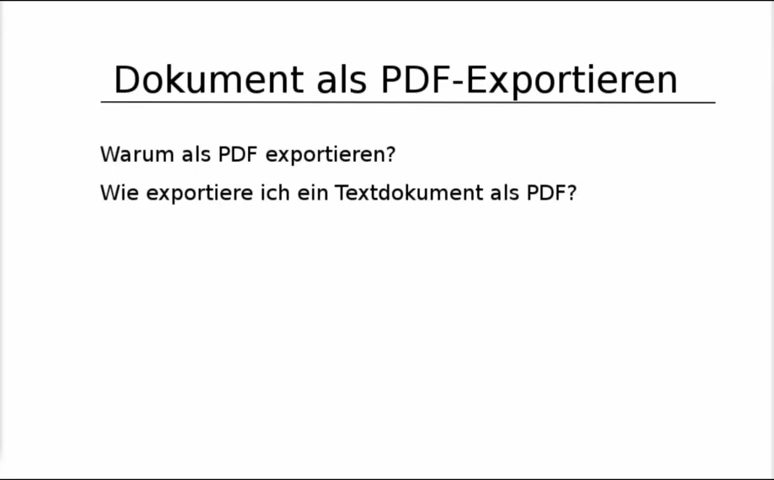 Dokument als PDF-Exportieren
Warum als PDF exportieren?
Wie exportiere ich ein Textdokument als PDF?